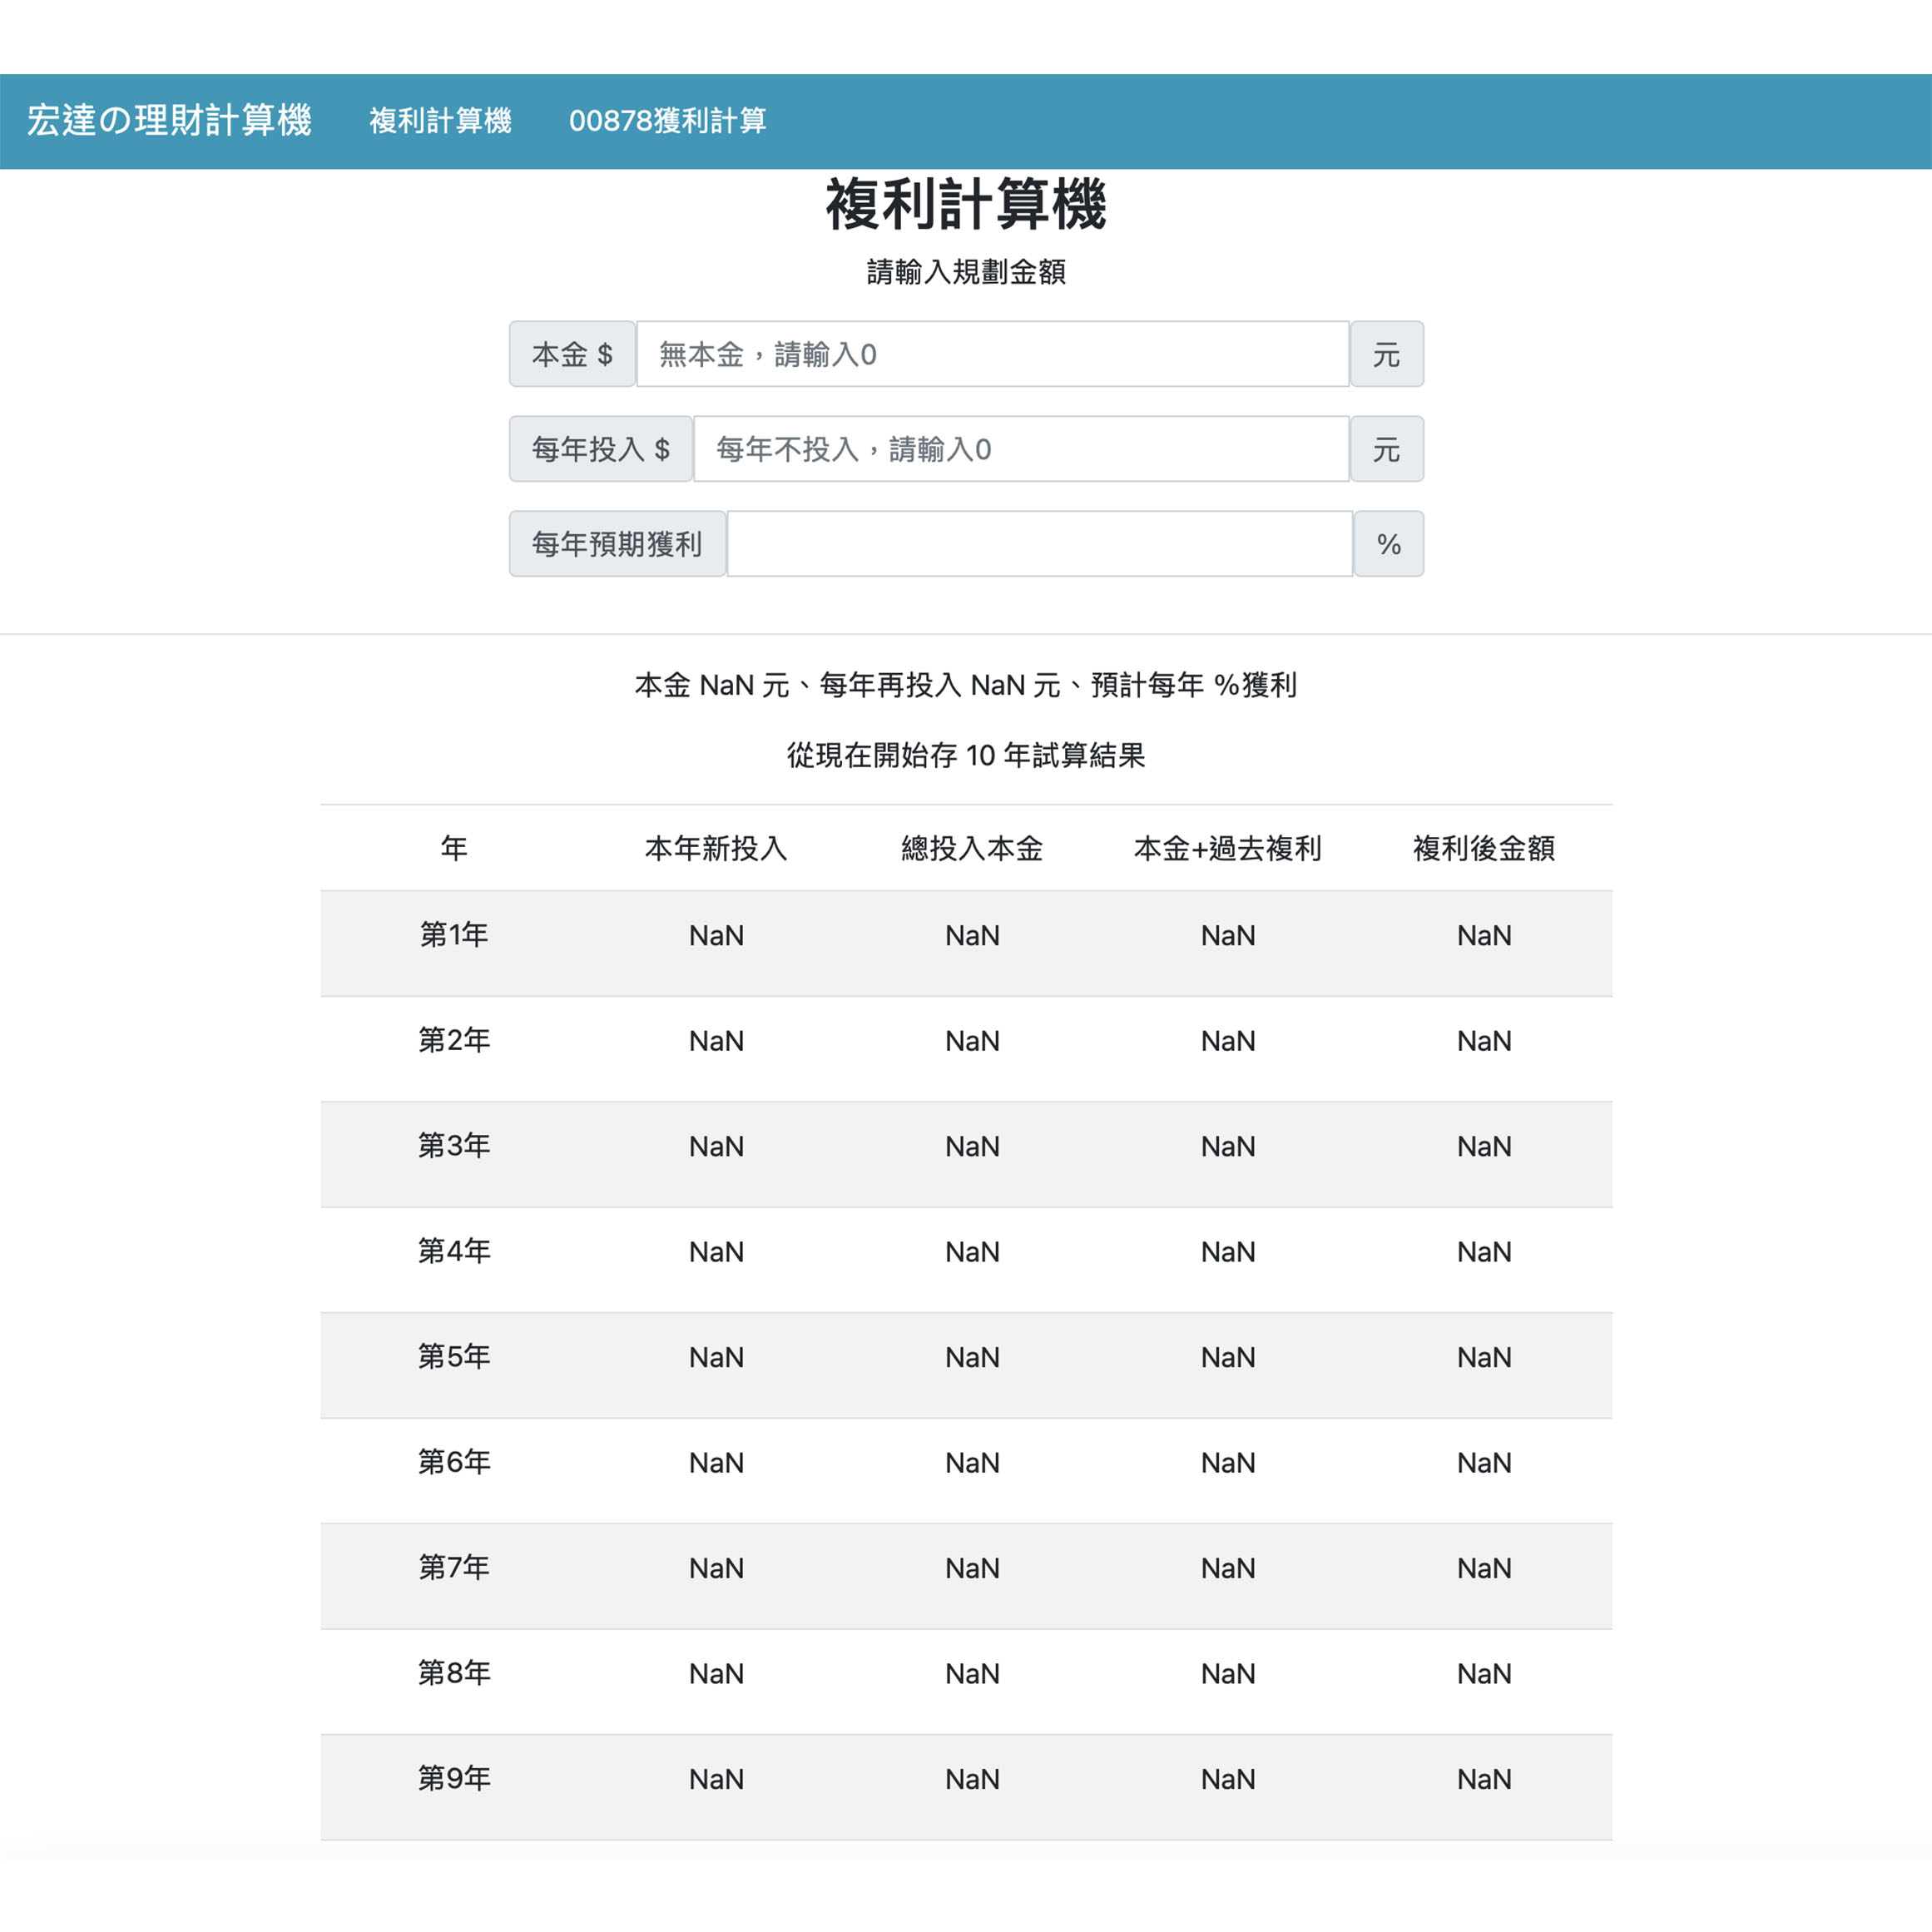 宏達の理財計算機 複利計算機 00878獲利計算
複利計算機
請輸入規劃金額
本金 $ 無本金，請輸入0 元
每年投入 $ 每年不投入，請輸入0 元
每年預期獲利 %
本金 NaN 元、每年再投入 NaN 元、預計每年 %獲利
從現在開始存 10 年試算結果
年 本年新投入 總投入本金 本金+過去複利 複利後金額
第1年 NaN NaN NaN NaN
第2年 NaN NaN NaN NaN
第3年 NaN NaN NaN NaN
第4年 NaN NaN NaN NaN
第5年 NaN NaN NaN NaN
第6年 NaN NaN NaN NaN
第7年 NaN NaN NaN NaN
第8年 NaN NaN NaN NaN
第9年 NaN NaN NaN NaN